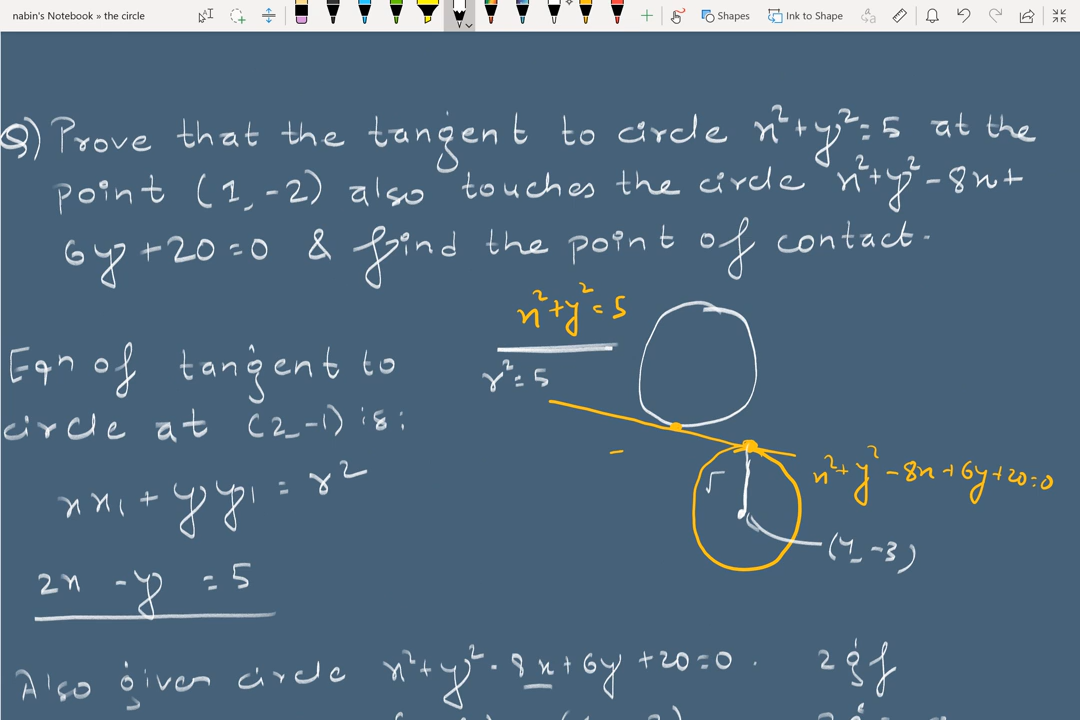 nabin's Notebook » the circle
Shapes
Ink to Shape
Q) Prove that the tangent to circle x²+y²=5 at the
point (1,-2) also touches the circle x²+y²-8x+
6y+20=0 & find the point of contact.
x²+y²=5
r²=5
Eqn of tangent to
circle at (2,-1) is:
xx₁ + yy₁ = r²
2x - y = 5
x²+y²-8x+6y+20=0
(4,-3)
Also given circle x²+y²-8x+6y+20=0. 2gf